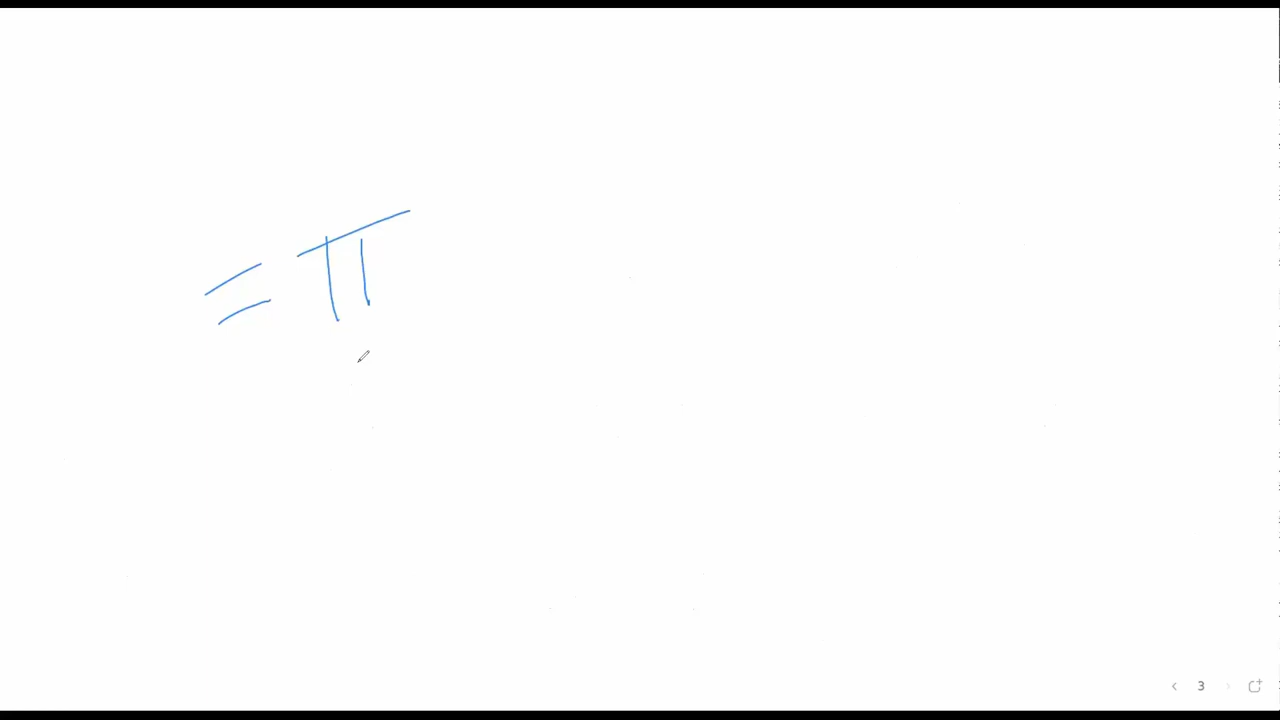 = π
3